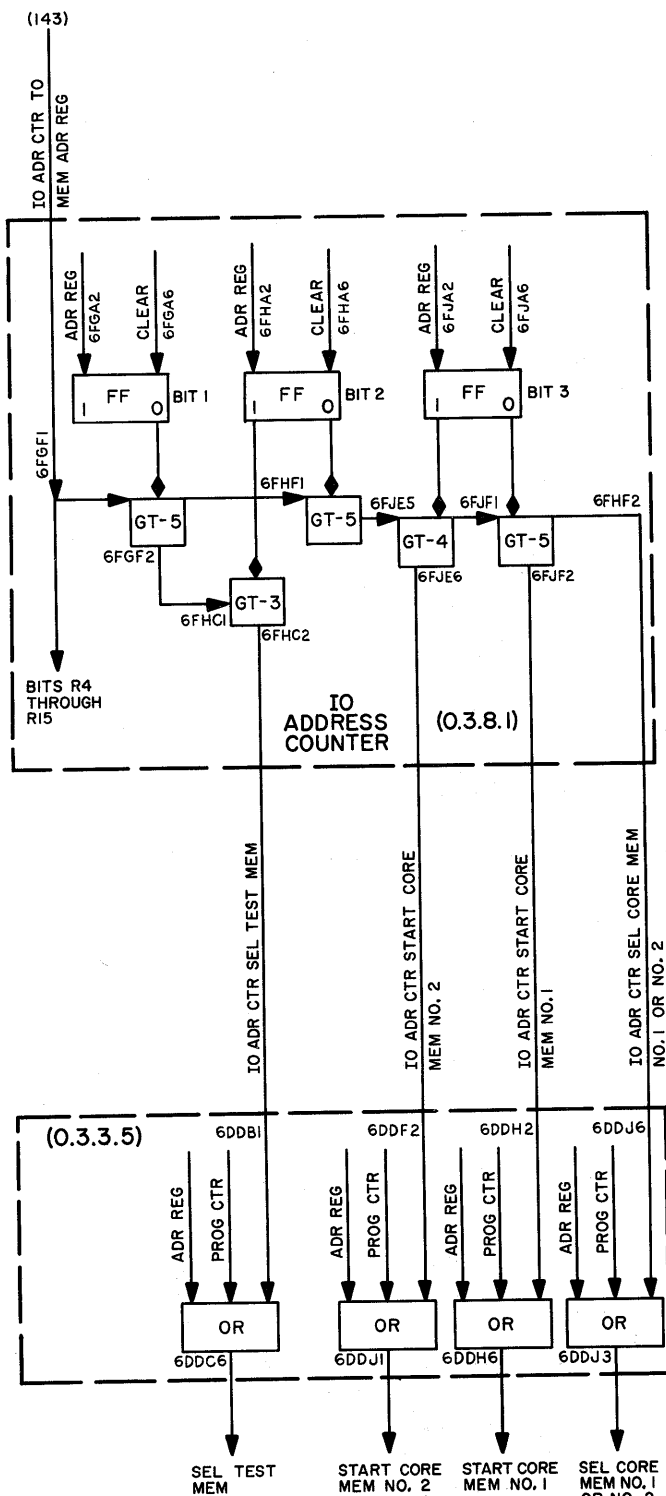 (143)
IO ADR CTR TO
MEM ADR REG
ADR REG
6FGA2
CLEAR
6FGA6
ADR REG
6FHA2
CLEAR
6FHA6
ADR REG
6FJA2
CLEAR
6FJA6
1 FF 0 BIT 1
1 FF 0 BIT 2
1 FF 0 BIT 3
6FGF1
GT-5
6FHF1
GT-5
6FJE5
GT-4
6FJF1
GT-5
6FHF2
6FGF2
6FJE6
6FJF2
6FHC1
GT-3
6FHC2
BITS R4
THROUGH
R15
IO
ADDRESS
COUNTER
(0.3.8.1)
IO ADR CTR SEL TEST MEM
IO ADR CTR START CORE
MEM NO. 2
IO ADR CTR START CORE
MEM NO. 1
IO ADR CTR SEL CORE MEM
NO. 1 OR NO. 2
(0.3.3.5)
6DDB1
6DDF2
6DDH2
6DDJ6
ADR REG
PROG CTR
ADR REG
PROG CTR
ADR REG
PROG CTR
ADR REG
PROG CTR
OR
OR
OR
OR
6DDC6
6DDJ1
6DDH6
6DDJ3
SEL TEST
MEM
START CORE
MEM NO. 2
START CORE
MEM NO. 1
SEL CORE
MEM NO. 1
OR NO. 2